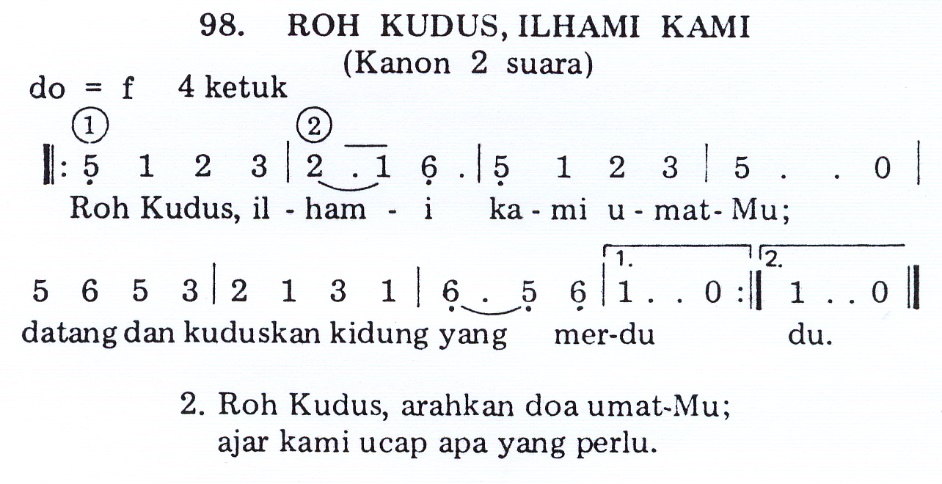 98. ROH KUDUS, ILHAMI KAMI
(Kanon 2 suara)
do = f 4 ketuk
① ②
‖: 5̣ 1 2 3 | 2 . 1 6̣ . | 5̣ 1 2 3 | 5 . . 0 |
Roh Kudus, il - ham - i ka - mi u - mat- Mu;
1. 2.
5 6 5 3 | 2 1 3 1 | 6̣ . 5̣ 6̣ | 1 . . 0 :‖ 1 . . 0 ‖
datang dan kuduskan kidung yang mer-du du.
2. Roh Kudus, arahkan doa umat-Mu;
ajar kami ucap apa yang perlu.